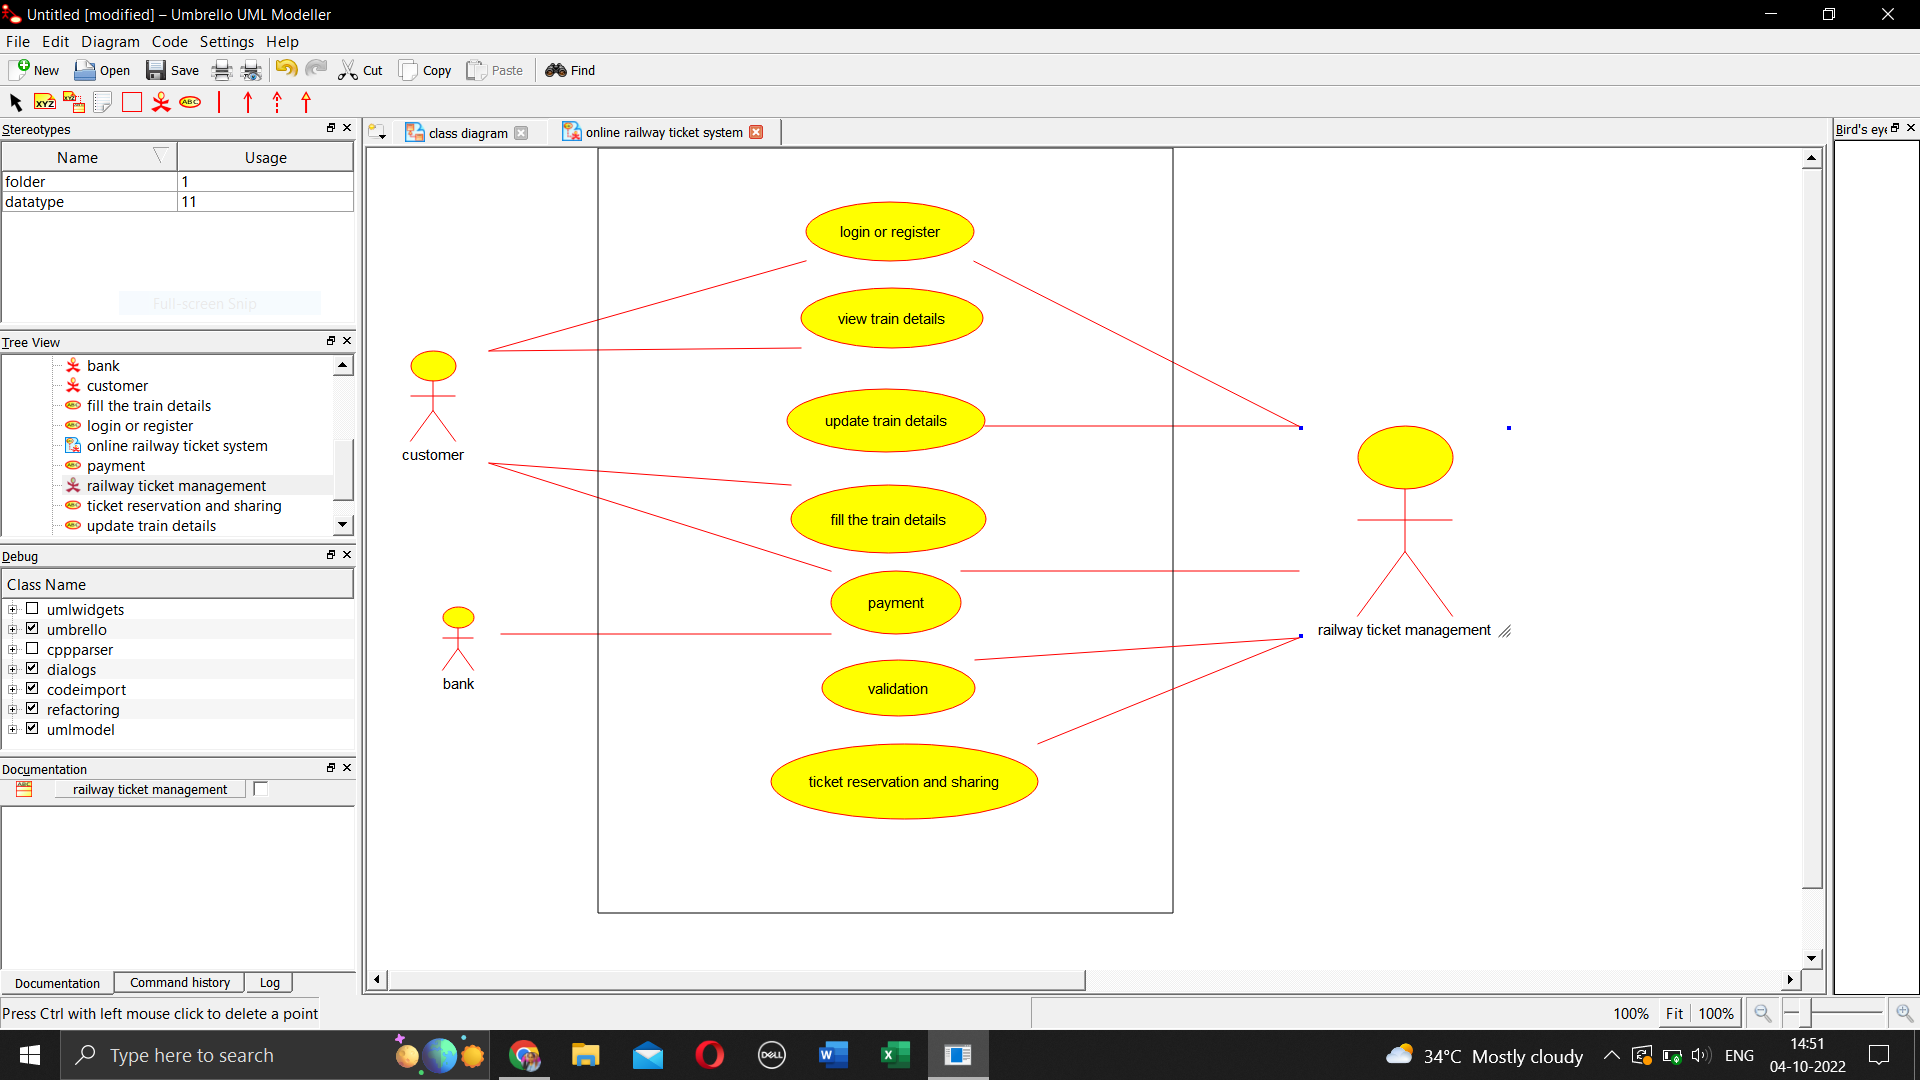 Untitled [modified] – Umbrello UML Modeller
File Edit Diagram Code Settings Help
New Open Save Cut Copy Paste Find
XYZ XYZ ABC
Stereotypes
Name Usage
folder 1
datatype 11
Full-screen Snip
Tree View
bank
customer
fill the train details
login or register
online railway ticket system
payment
railway ticket management
ticket reservation and sharing
update train details
Debug
Class Name
umlwidgets
umbrello
cppparser
dialogs
codeimport
refactoring
umlmodel
Documentation
railway ticket management
Documentation Command history Log
Press Ctrl with left mouse click to delete a point
class diagram online railway ticket system
login or register
view train details
update train details
fill the train details
payment
validation
ticket reservation and sharing
customer
bank
railway ticket management
Bird's eye
100% Fit 100%
Type here to search
DELL
34°C Mostly cloudy
ENG
14:51
04-10-2022